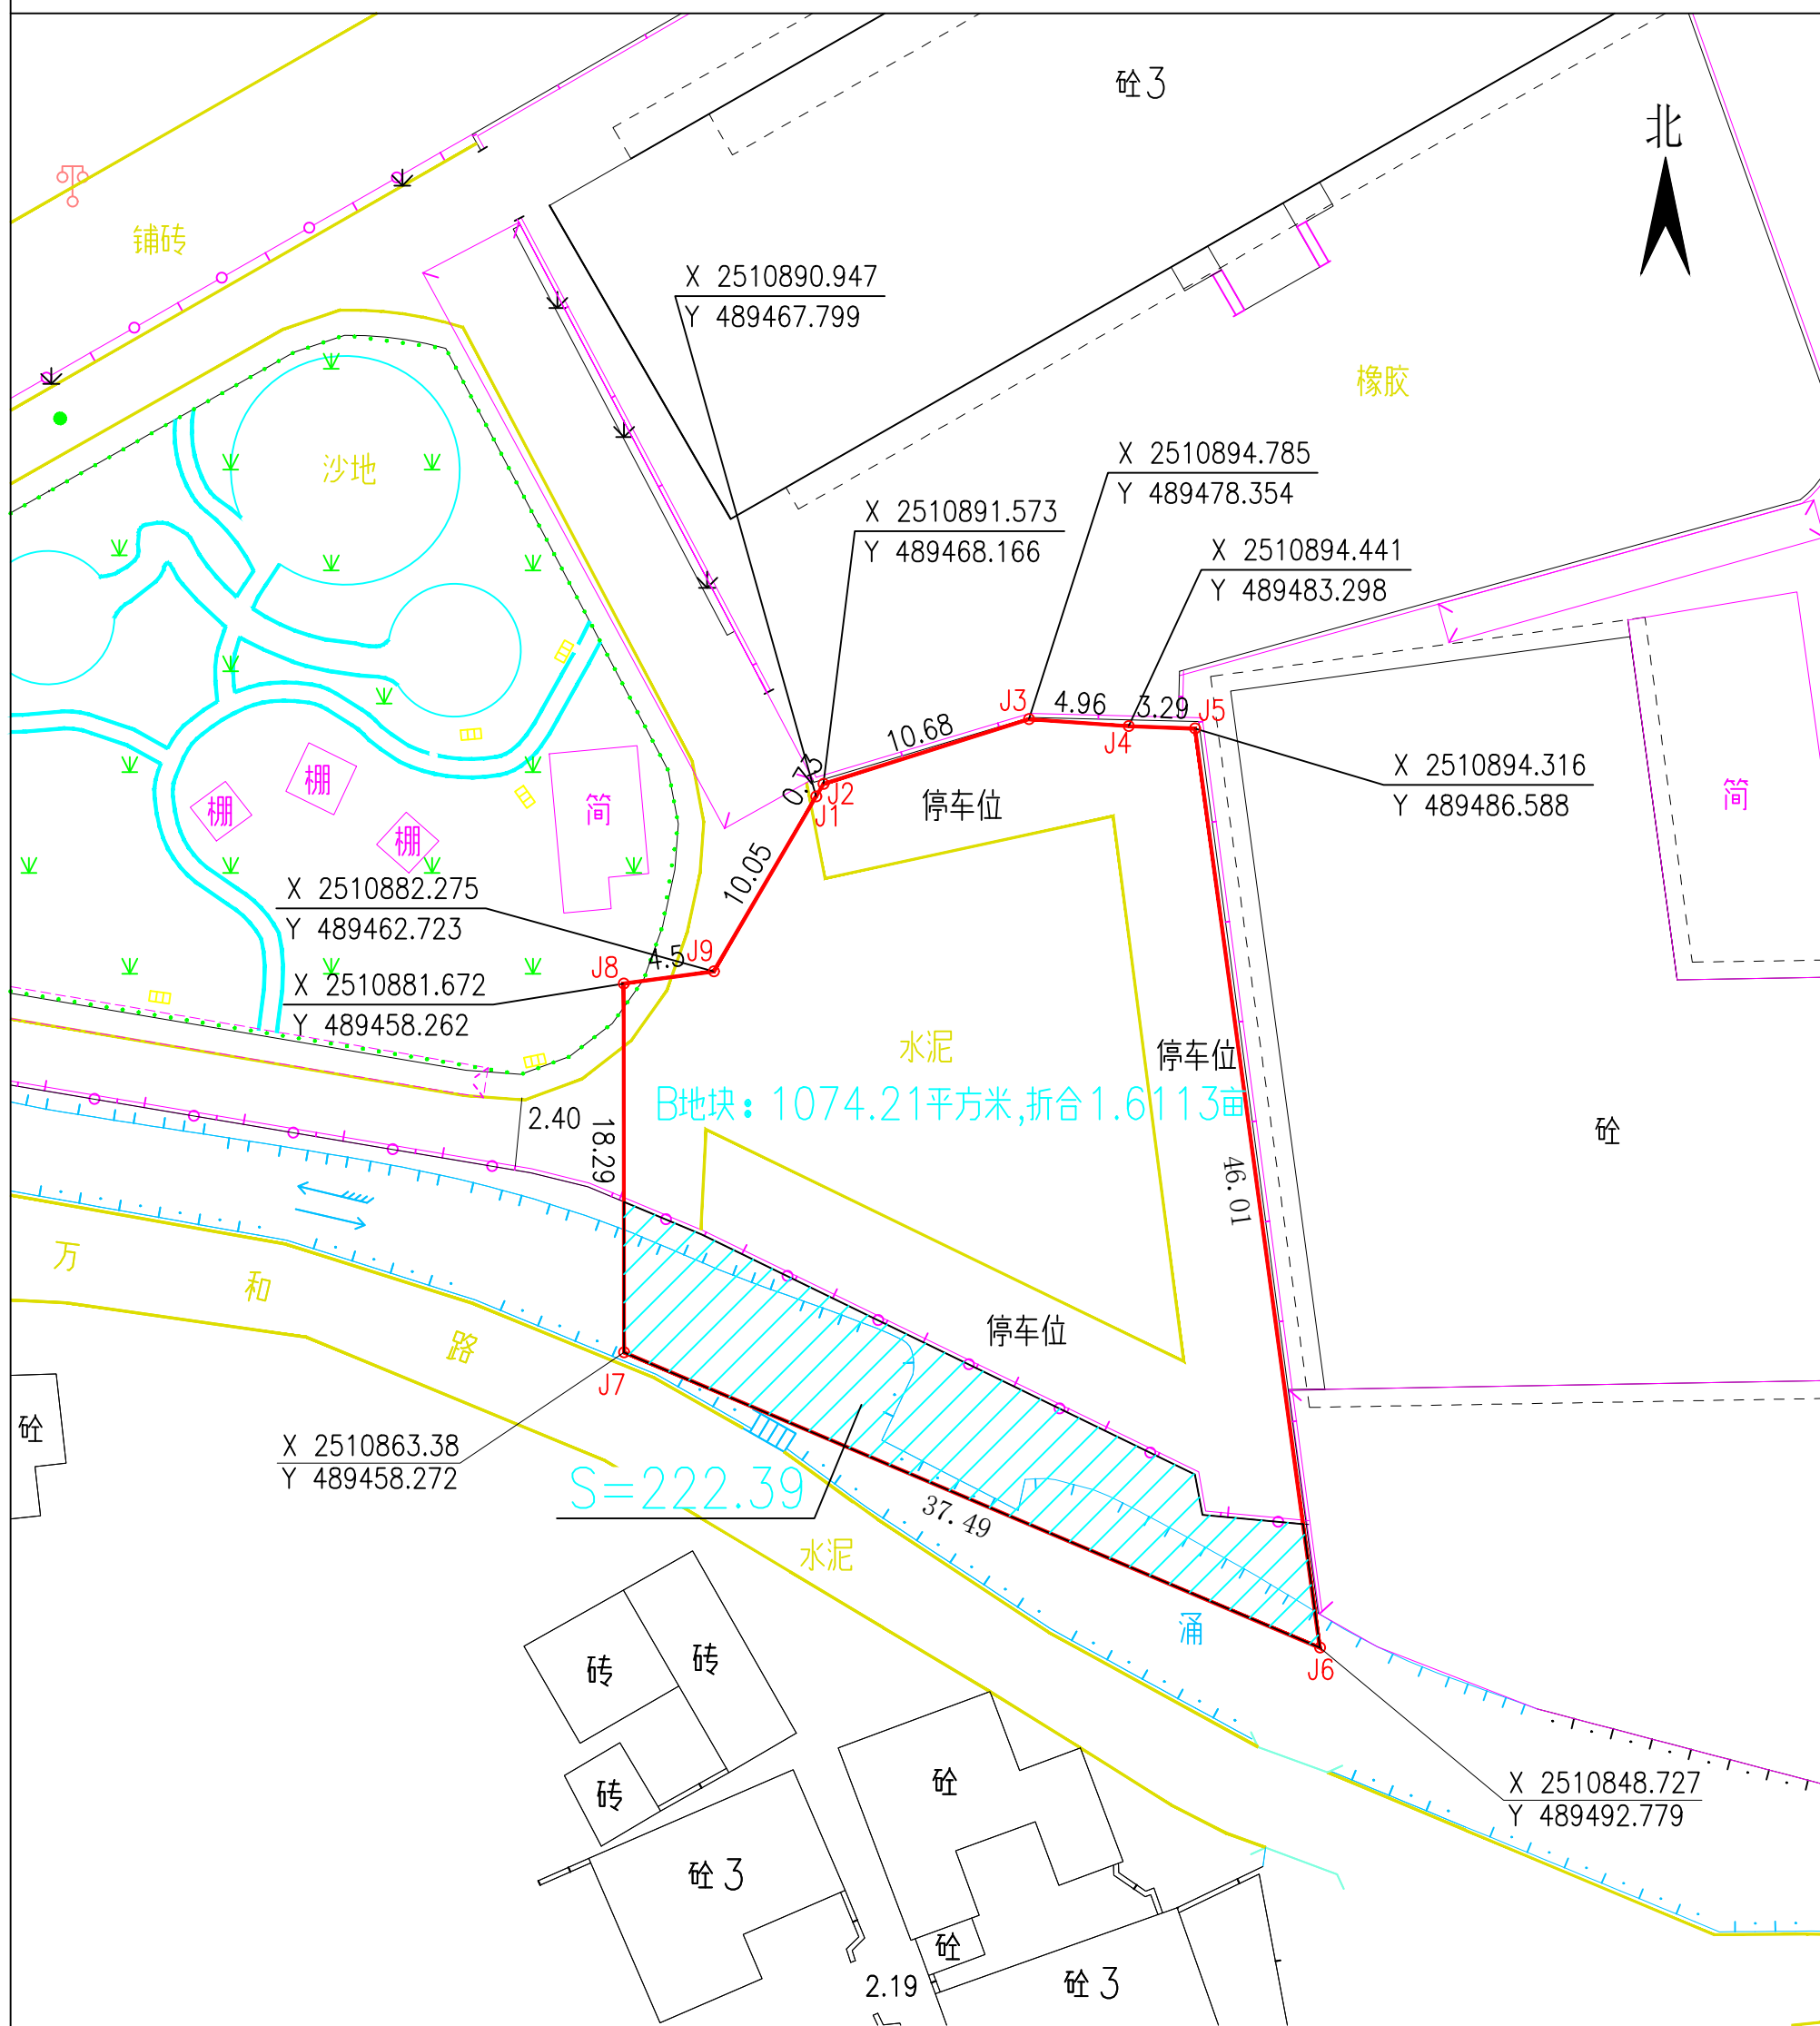 砼3
北
铺砖
X 2510890.947
Y 489467.799
橡胶
沙地
X 2510894.785
Y 489478.354
X 2510891.573
Y 489468.166
X 2510894.441
Y 489483.298
J3
4.96
3.29
J5
J4
10.68
X 2510894.316
Y 489486.588
0.73
J2
J1
棚
棚
棚
简
停车位
简
10.05
X 2510882.275
Y 489462.723
4.5
J9
J8
X 2510881.672
Y 489458.262
水泥
停车位
B地块：1074.21平方米,折合1.6113亩
2.40
18.29
砼
46.01
万
和
路
停车位
J7
砼
X 2510863.38
Y 489458.272
S=222.39
37.49
水泥
涌
J6
砖
砖
砖
砼
X 2510848.727
Y 489492.779
砼3
砼
2.19
砼3